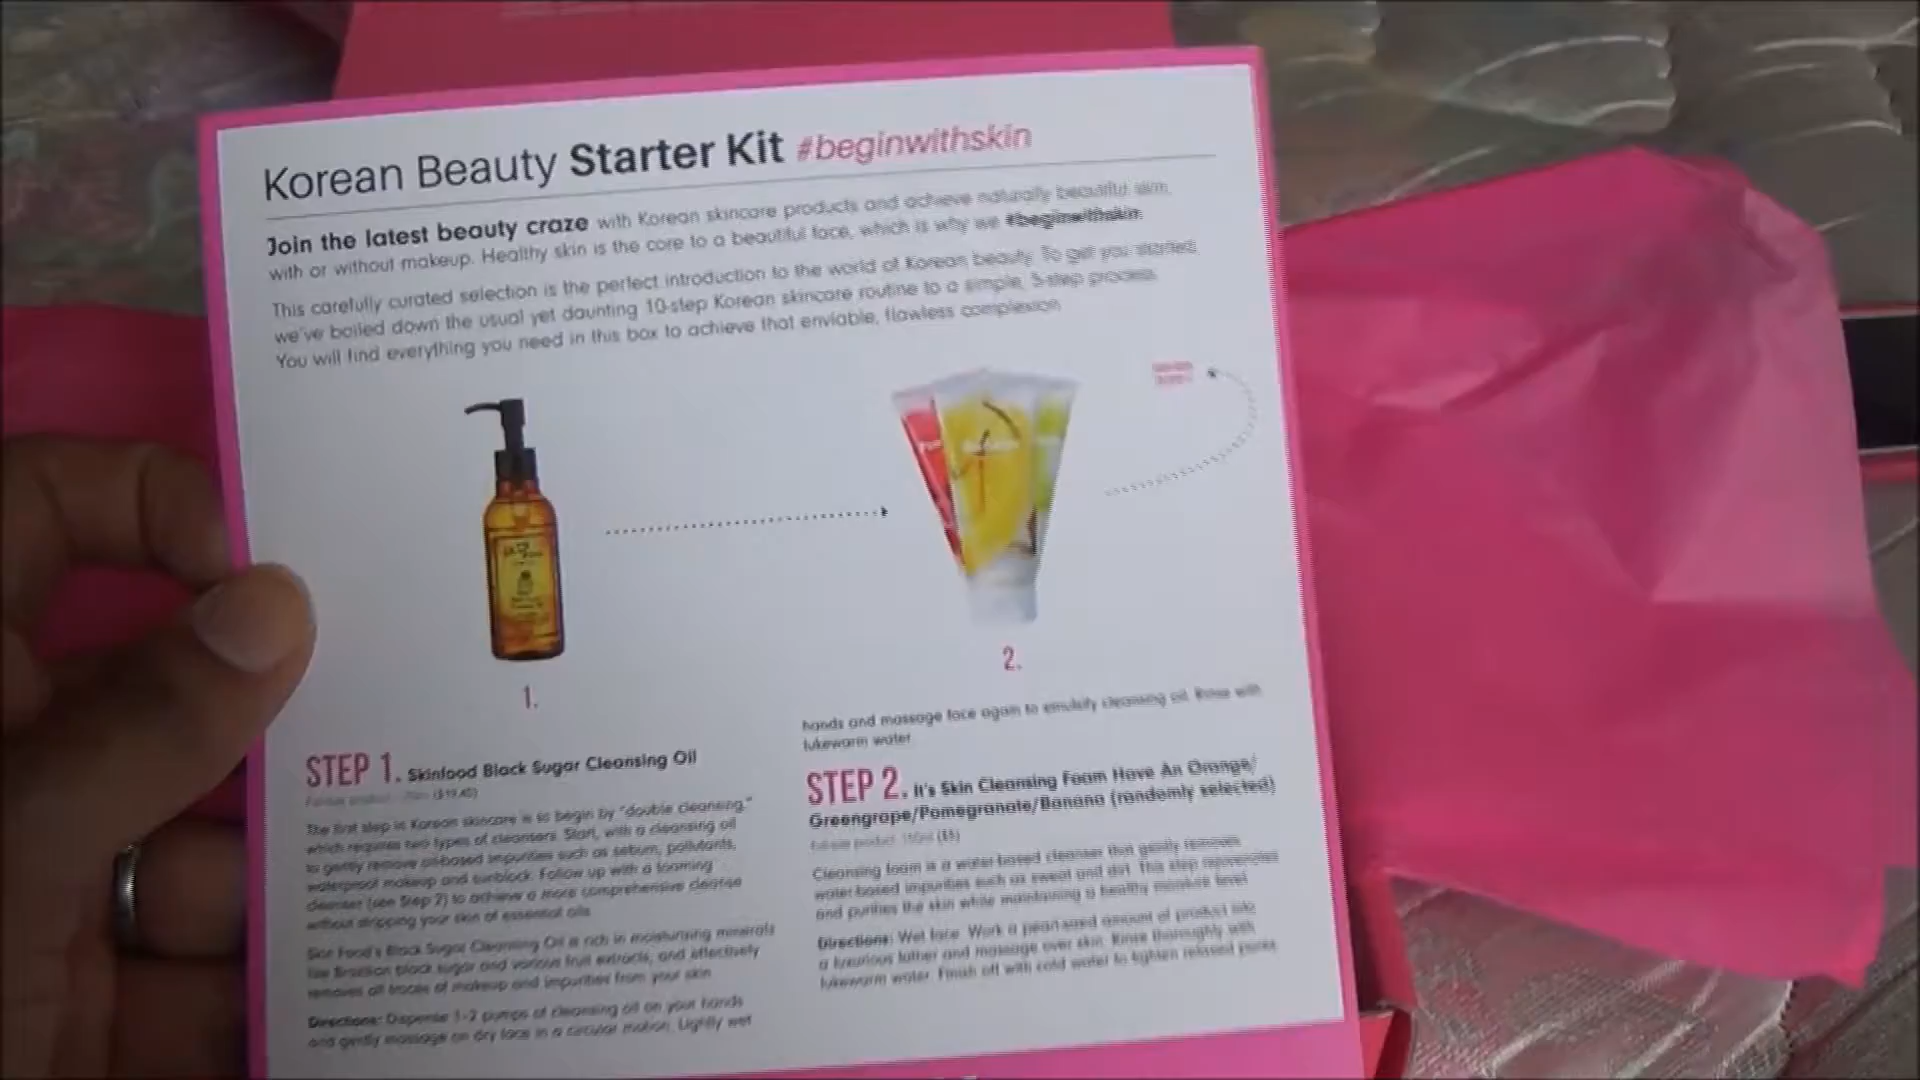 Korean Beauty Starter Kit #beginwithskin
Join the latest beauty craze with Korean skincare products and achieve naturally beautiful skin,
with or without makeup. Healthy skin is the core to a beautiful face, which is why we #beginwithskin.
This carefully curated selection is the perfect introduction to the world of Korean beauty. To get you started
we've boiled down the usual yet daunting 10-step Korean skincare routine to a simple, 5-step process.
You will find everything you need in this box to achieve that enviable, flawless complexion.
1.
2.
STEP 1. Skinfood Black Sugar Cleansing Oil
($19.40)
The first step in Korean skincare is to begin by "double cleansing,"
which requires two types of cleansers. Start, with a cleansing oil
to gently remove oil-based impurities such as sebum, pollutants,
waterproof makeup and sunblock. Follow up with a foaming
cleanser (see Step 2) to achieve a more comprehensive cleanse
without stripping your skin of essential oils.
Skin Food's Black Sugar Cleansing Oil is rich in moisturizing minerals
like Brazilian black sugar and various fruit extracts, and effectively
removes all traces of makeup and impurities from your skin.
Directions: Dispense 1-2 pumps of cleansing oil on your hands
and gently massage on dry face in a circular motion. Lightly wet
hands and massage face again to emulsify cleansing oil. Rinse with
lukewarm water.
STEP 2. It's Skin Cleansing Foam Have An Orange/
Greengrape/Pomegranate/Banana (randomly selected)
Full-size product 150ml ($5)
Cleansing foam is a water-based cleanser that gently removes
water-based impurities such as sweat and dirt. This step rejuvenates
and purifies the skin while maintaining a healthy moisture level.
Directions: Wet face. Work a pearl-sized amount of product into
a luxurious lather and massage over skin. Rinse thoroughly with
lukewarm water. Finish off with cold water to tighten relaxed pores.